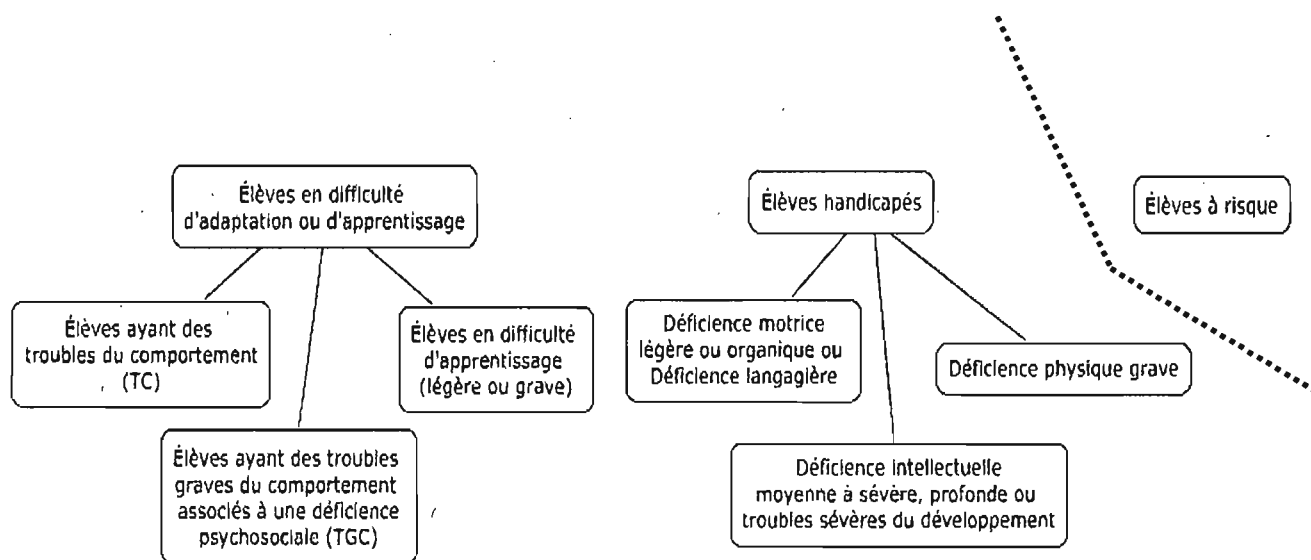 Élèves en difficulté
d'adaptation ou d'apprentissage
Élèves handicapés
Élèves à risque
Élèves ayant des
troubles du comportement
(TC)
Élèves en difficulté
d'apprentissage
(légère ou grave)
Déficience motrice
légère ou organique ou
Déficience langagière
Déficience physique grave
Élèves ayant des troubles
graves du comportement
associés à une déficience
psychosociale (TGC)
Déficience intellectuelle
moyenne à sévère, profonde ou
troubles sévères du développement